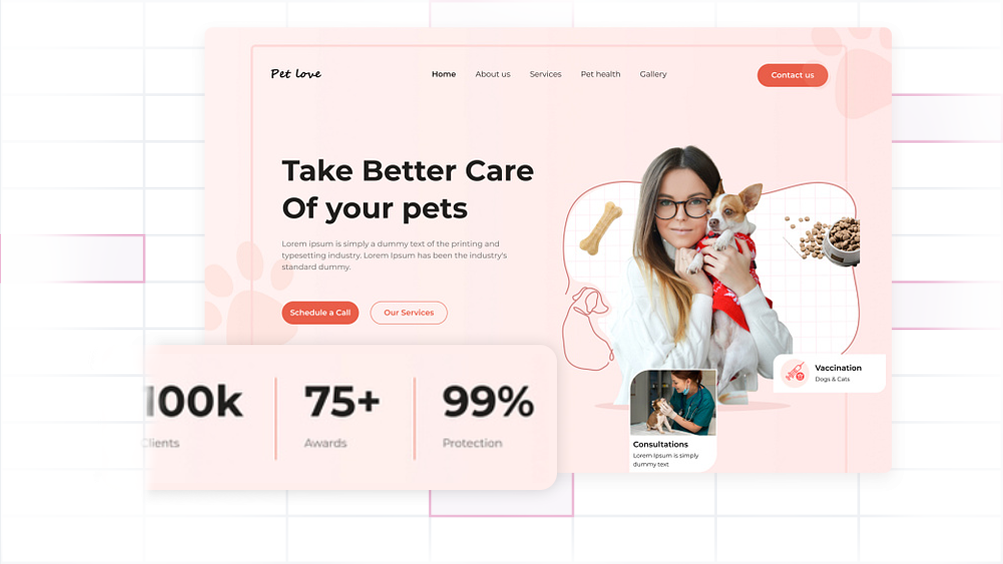 Pet love
Home About us Services Pet health Gallery
Contact us
Take Better Care
Of your pets
Lorem ipsum is simply a dummy text of the printing and
typesetting industry. Lorem Ipsum has been the industry's
standard dummy.
Schedule a Call Our Services
Vaccination
Dogs & Cats
100k 75+ 99%
Clients Awards Protection
Consultations
Lorem Ipsum is simply
dummy text